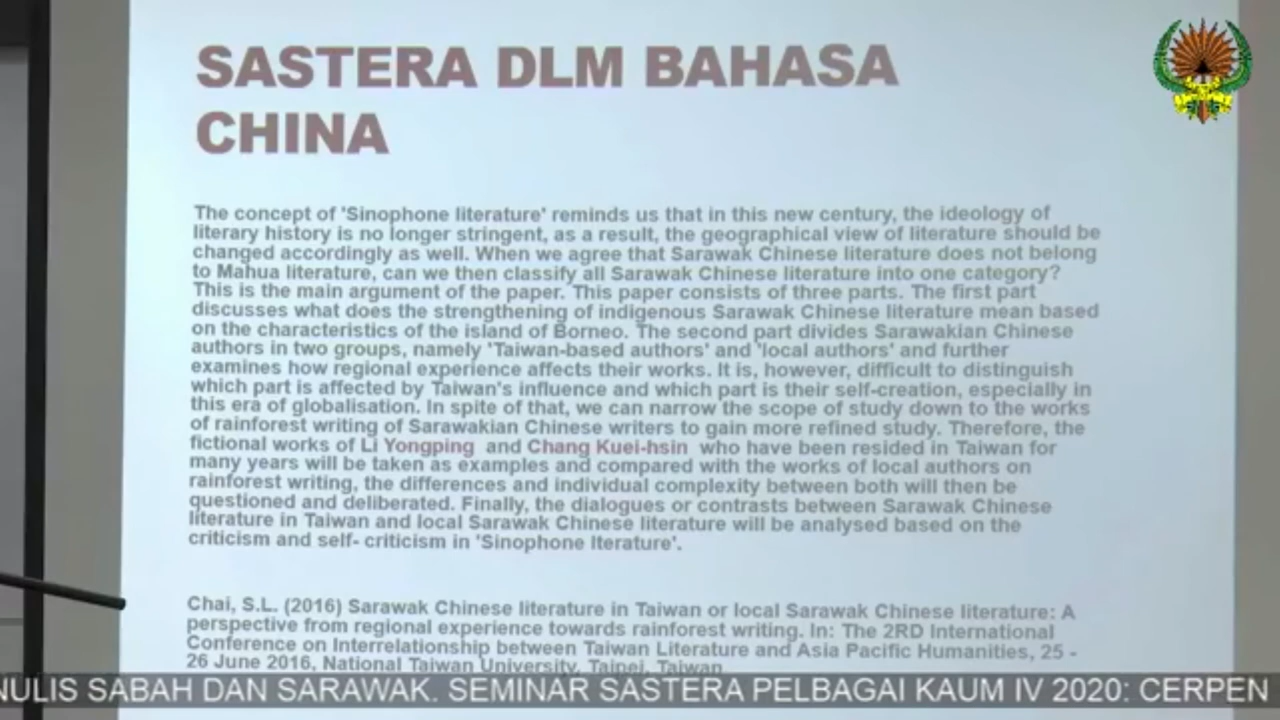 SASTERA DLM BAHASA
CHINA
The concept of 'Sinophone literature' reminds us that in this new century, the ideology of
literary history is no longer stringent, as a result, the geographical view of literature should be
changed accordingly as well. When we agree that Sarawak Chinese literature does not belong
to Mahua literature, can we then classify all Sarawak Chinese literature into one category?
This is the main argument of the paper. This paper consists of three parts. The first part
discusses what does the strengthening of indigenous Sarawak Chinese literature mean based
on the characteristics of the island of Borneo. The second part divides Sarawakian Chinese
authors in two groups, namely 'Taiwan-based authors' and 'local authors' and further
examines how regional experience affects their works. It is, however, difficult to distinguish
which part is affected by Taiwan's influence and which part is their self-creation, especially in
this era of globalisation. In spite of that, we can narrow the scope of study down to the works
of rainforest writing of Sarawakian Chinese writers to gain more refined study. Therefore, the
fictional works of Li Yongping and Chang Kuei-hsin who have been resided in Taiwan for
many years will be taken as examples and compared with the works of local authors on
rainforest writing, the differences and individual complexity between both will then be
questioned and deliberated. Finally, the dialogues or contrasts between Sarawak Chinese
literature in Taiwan and local Sarawak Chinese literature will be analysed based on the
criticism and self- criticism in 'Sinophone lterature'.
Chai, S.L. (2016) Sarawak Chinese literature in Taiwan or local Sarawak Chinese literature: A
perspective from regional experience towards rainforest writing. In: The 2RD International
Conference on Interrelationship between Taiwan Literature and Asia Pacific Humanities, 25 -
26 June 2016, National Taiwan University, Taipei, Taiwan
NULIS SABAH DAN SARAWAK. SEMINAR SASTERA PELBAGAI KAUM IV 2020: CERPEN